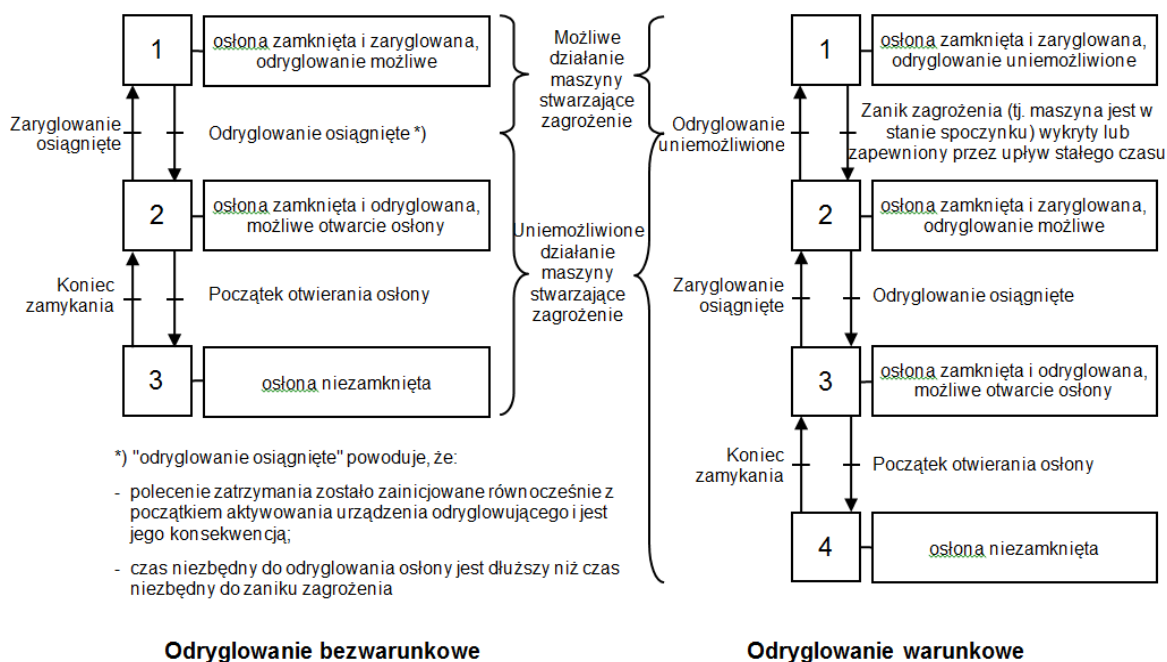 1
osłona zamknięta i zaryglowana,
odryglowanie możliwe
Zaryglowanie
osiągnięte
Odryglowanie osiągnięte *)
2
osłona zamknięta i odryglowana,
możliwe otwarcie osłony
Koniec
zamykania
Początek otwierania osłony
3
osłona niezamknięta
*) "odryglowanie osiągnięte" powoduje, że:
- polecenie zatrzymania zostało zainicjowane równocześnie z
początkiem aktywowania urządzenia odryglowującego i jest
jego konsekwencją;
- czas niezbędny do odryglowania osłony jest dłuższy niż czas
niezbędny do zaniku zagrożenia
Odryglowanie bezwarunkowe
Możliwe
działanie
maszyny
stwarzające
zagrożenie
Uniemożliwione
działanie
maszyny
stwarzające
zagrożenie
1
osłona zamknięta i zaryglowana,
odryglowanie uniemożliwione
Odryglowanie
uniemożliwione
Zanik zagrożenia (tj. maszyna jest w
stanie spoczynku) wykryty lub
zapewniony przez upływ stałego czasu
2
osłona zamknięta i zaryglowana,
odryglowanie możliwe
Zaryglowanie
osiągnięte
Odryglowanie osiągnięte
3
osłona zamknięta i odryglowana,
możliwe otwarcie osłony
Koniec
zamykania
Początek otwierania osłony
4
osłona niezamknięta
Odryglowanie warunkowe